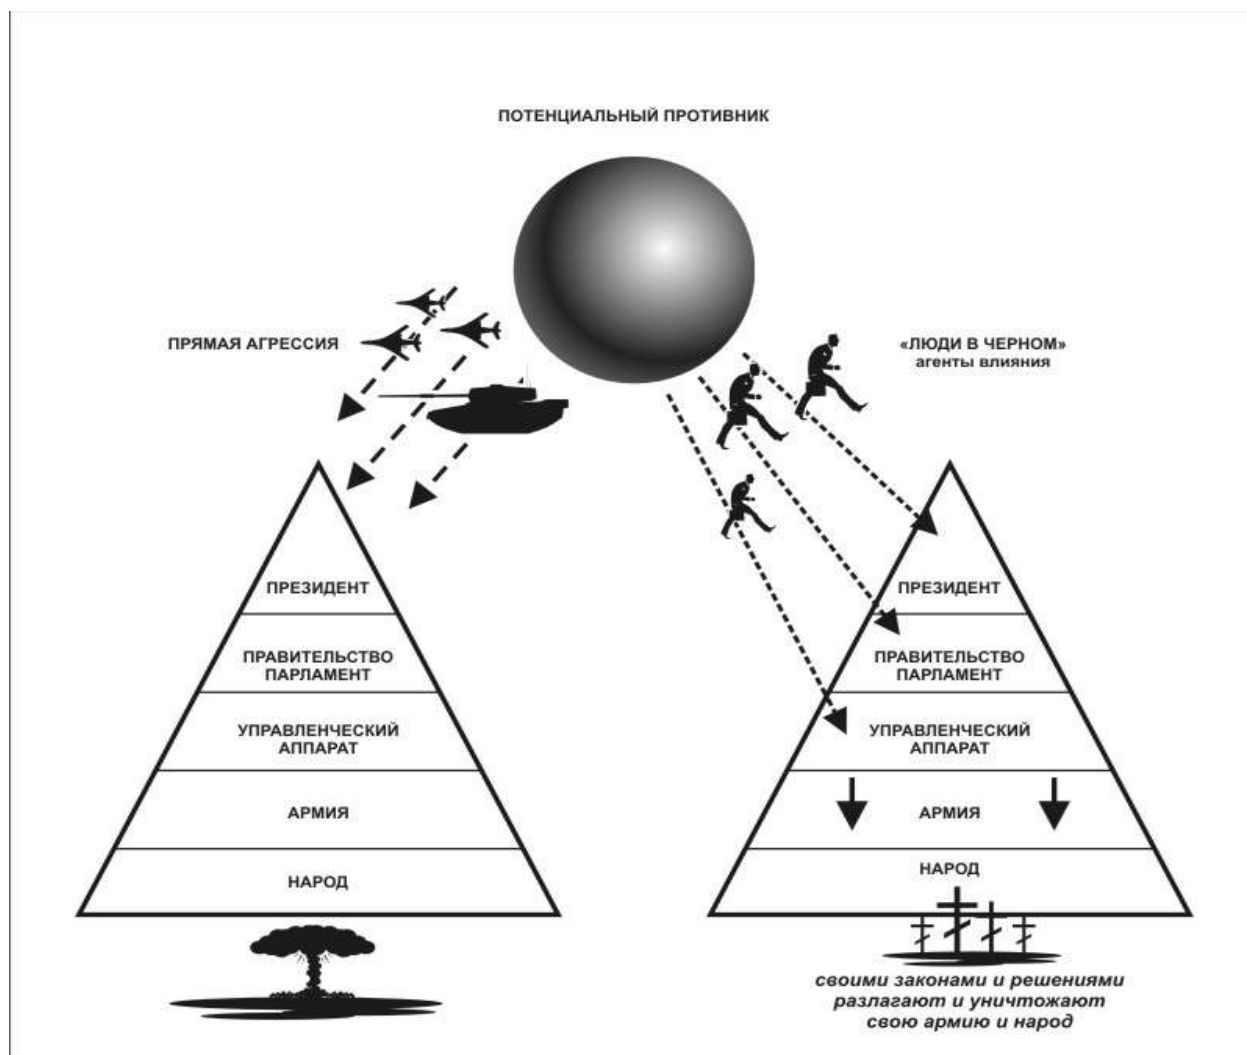 ПОТЕНЦИАЛЬНЫЙ ПРОТИВНИК
ПРЯМАЯ АГРЕССИЯ
«ЛЮДИ В ЧЕРНОМ»
агенты влияния
ПРЕЗИДЕНТ
ПРАВИТЕЛЬСТВО
ПАРЛАМЕНТ
УПРАВЛЕНЧЕСКИЙ
АППАРАТ
АРМИЯ
НАРОД
ПРЕЗИДЕНТ
ПРАВИТЕЛЬСТВО
ПАРЛАМЕНТ
УПРАВЛЕНЧЕСКИЙ
АППАРАТ
АРМИЯ
НАРОД
своими законами и решениями
разлагают и уничтожают
свою армию и народ